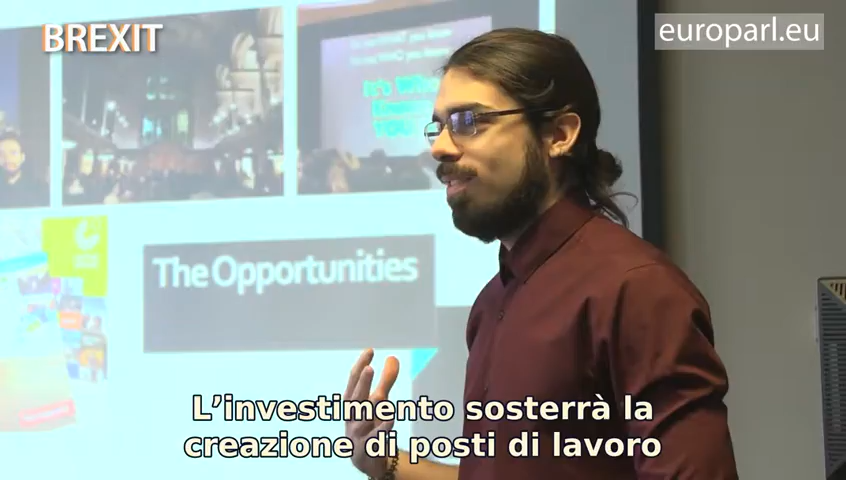 BREXIT
europarl.eu
The Opportunities
L’investimento sosterrà la
creazione di posti di lavoro